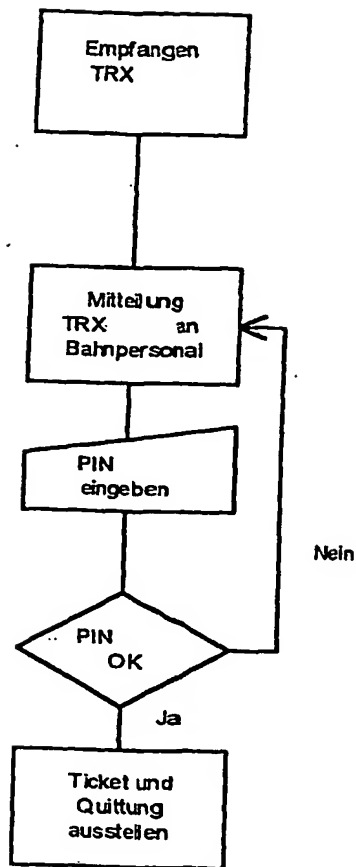 Empfangen
TRX
Mitteilung
TRX an
Bahnpersonal
PIN
eingeben
Nein
PIN
OK
Ja
Ticket und
Quittung
ausstellen